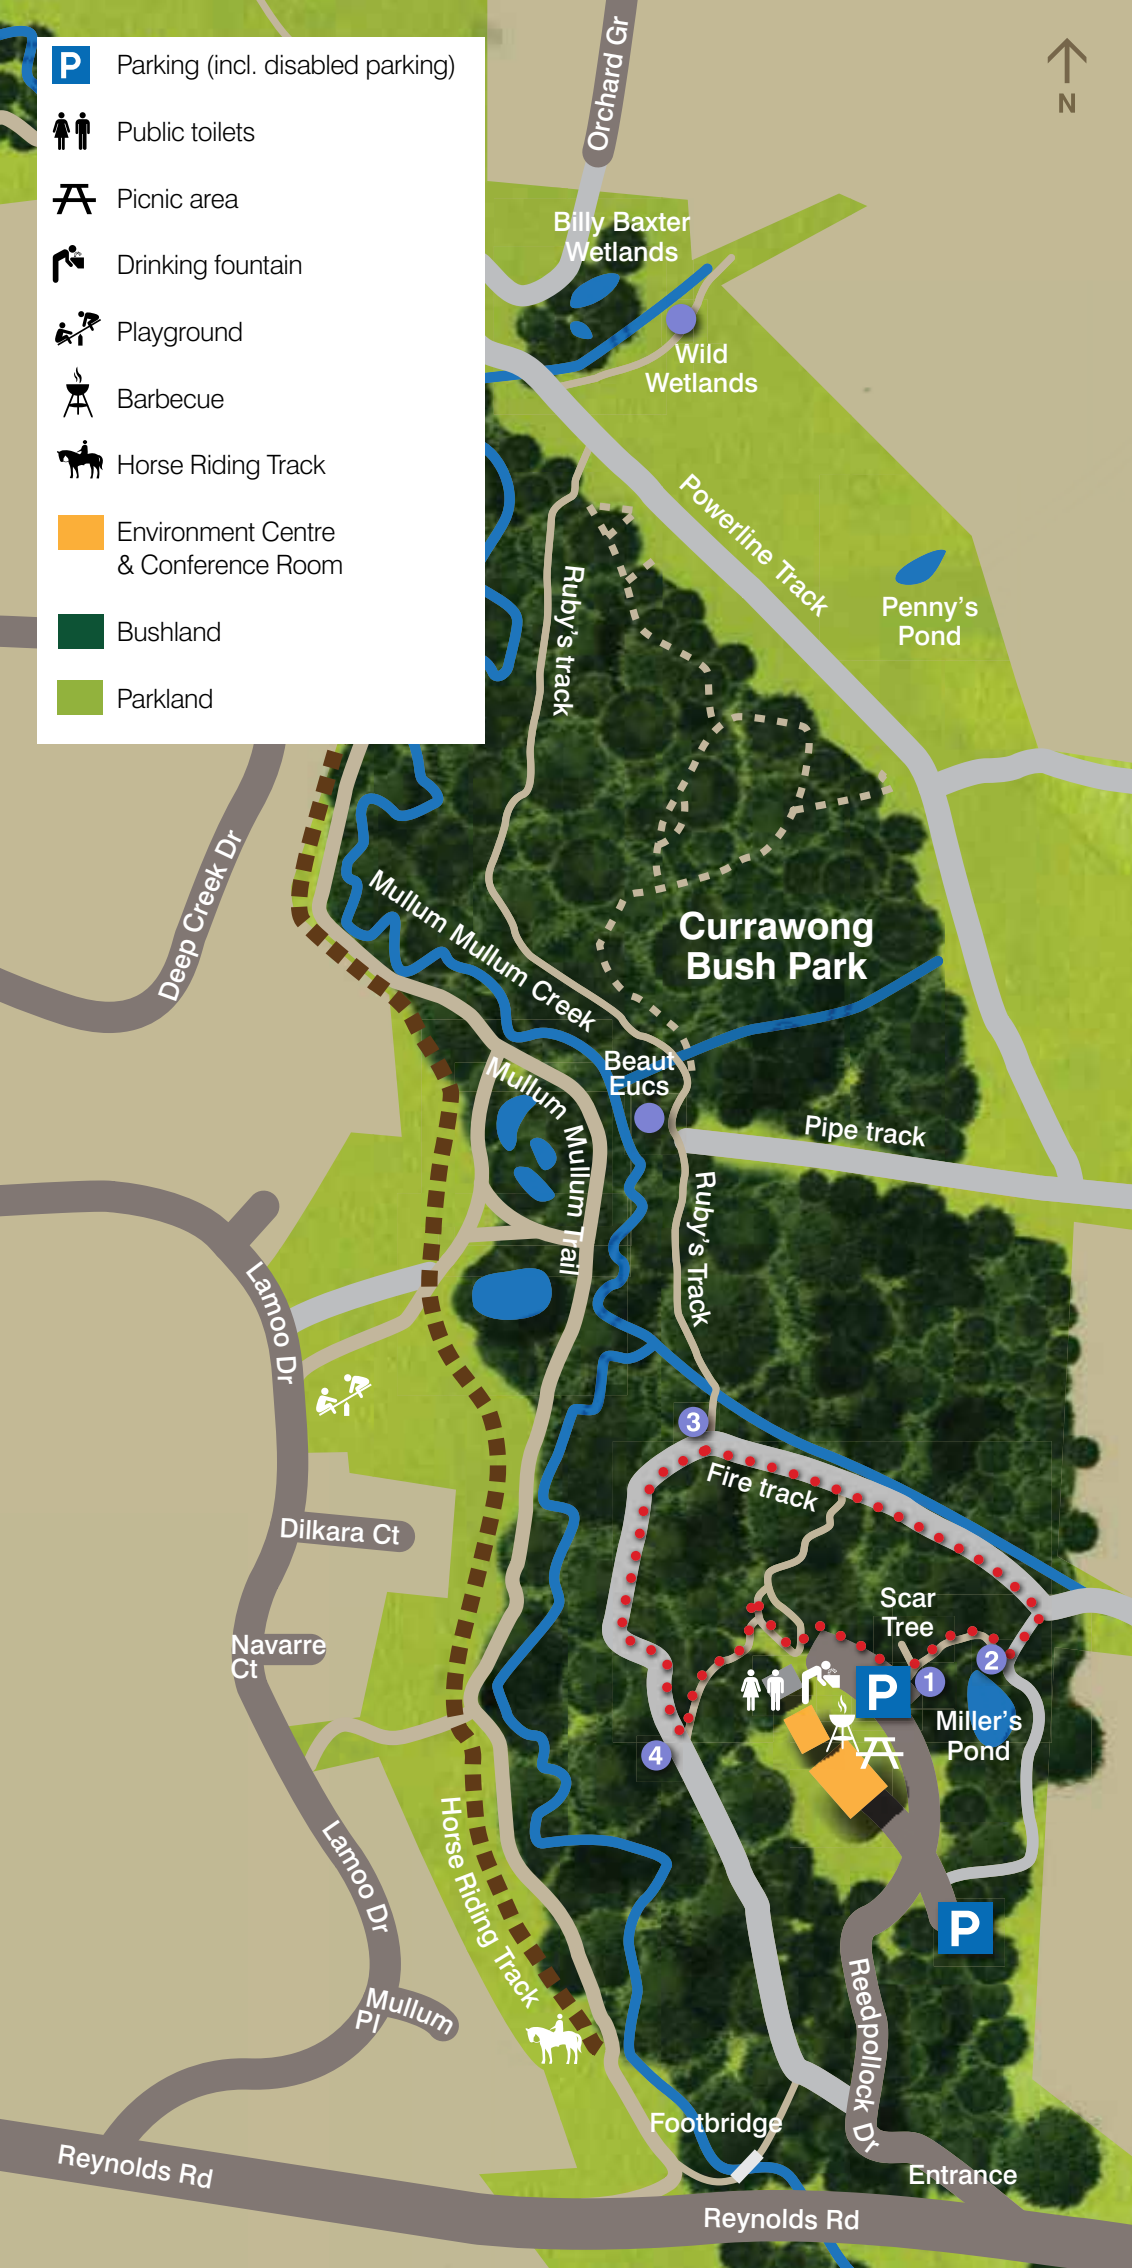 P Parking (incl. disabled parking)
Public toilets
Picnic area
Drinking fountain
Playground
Barbecue
Horse Riding Track
Environment Centre
& Conference Room
Bushland
Parkland
Orchard Gr
N
Billy Baxter
Wetlands
Wild
Wetlands
Powerline Track
Penny's
Pond
Ruby's track
Deep Creek Dr
Mullum Mullum Creek
Currawong
Bush Park
Beaut
Eucs
Mullum Mullum Trail
Pipe track
Ruby's Track
Lamoo Dr
3
Fire track
Dilkara Ct
Scar
Tree
Navarre
Ct
2
P
1
Miller's
Pond
4
Horse Riding Track
Lamoo Dr
P
Reedpollock Dr
Mullum
Pl
Footbridge
Entrance
Reynolds Rd
Reynolds Rd